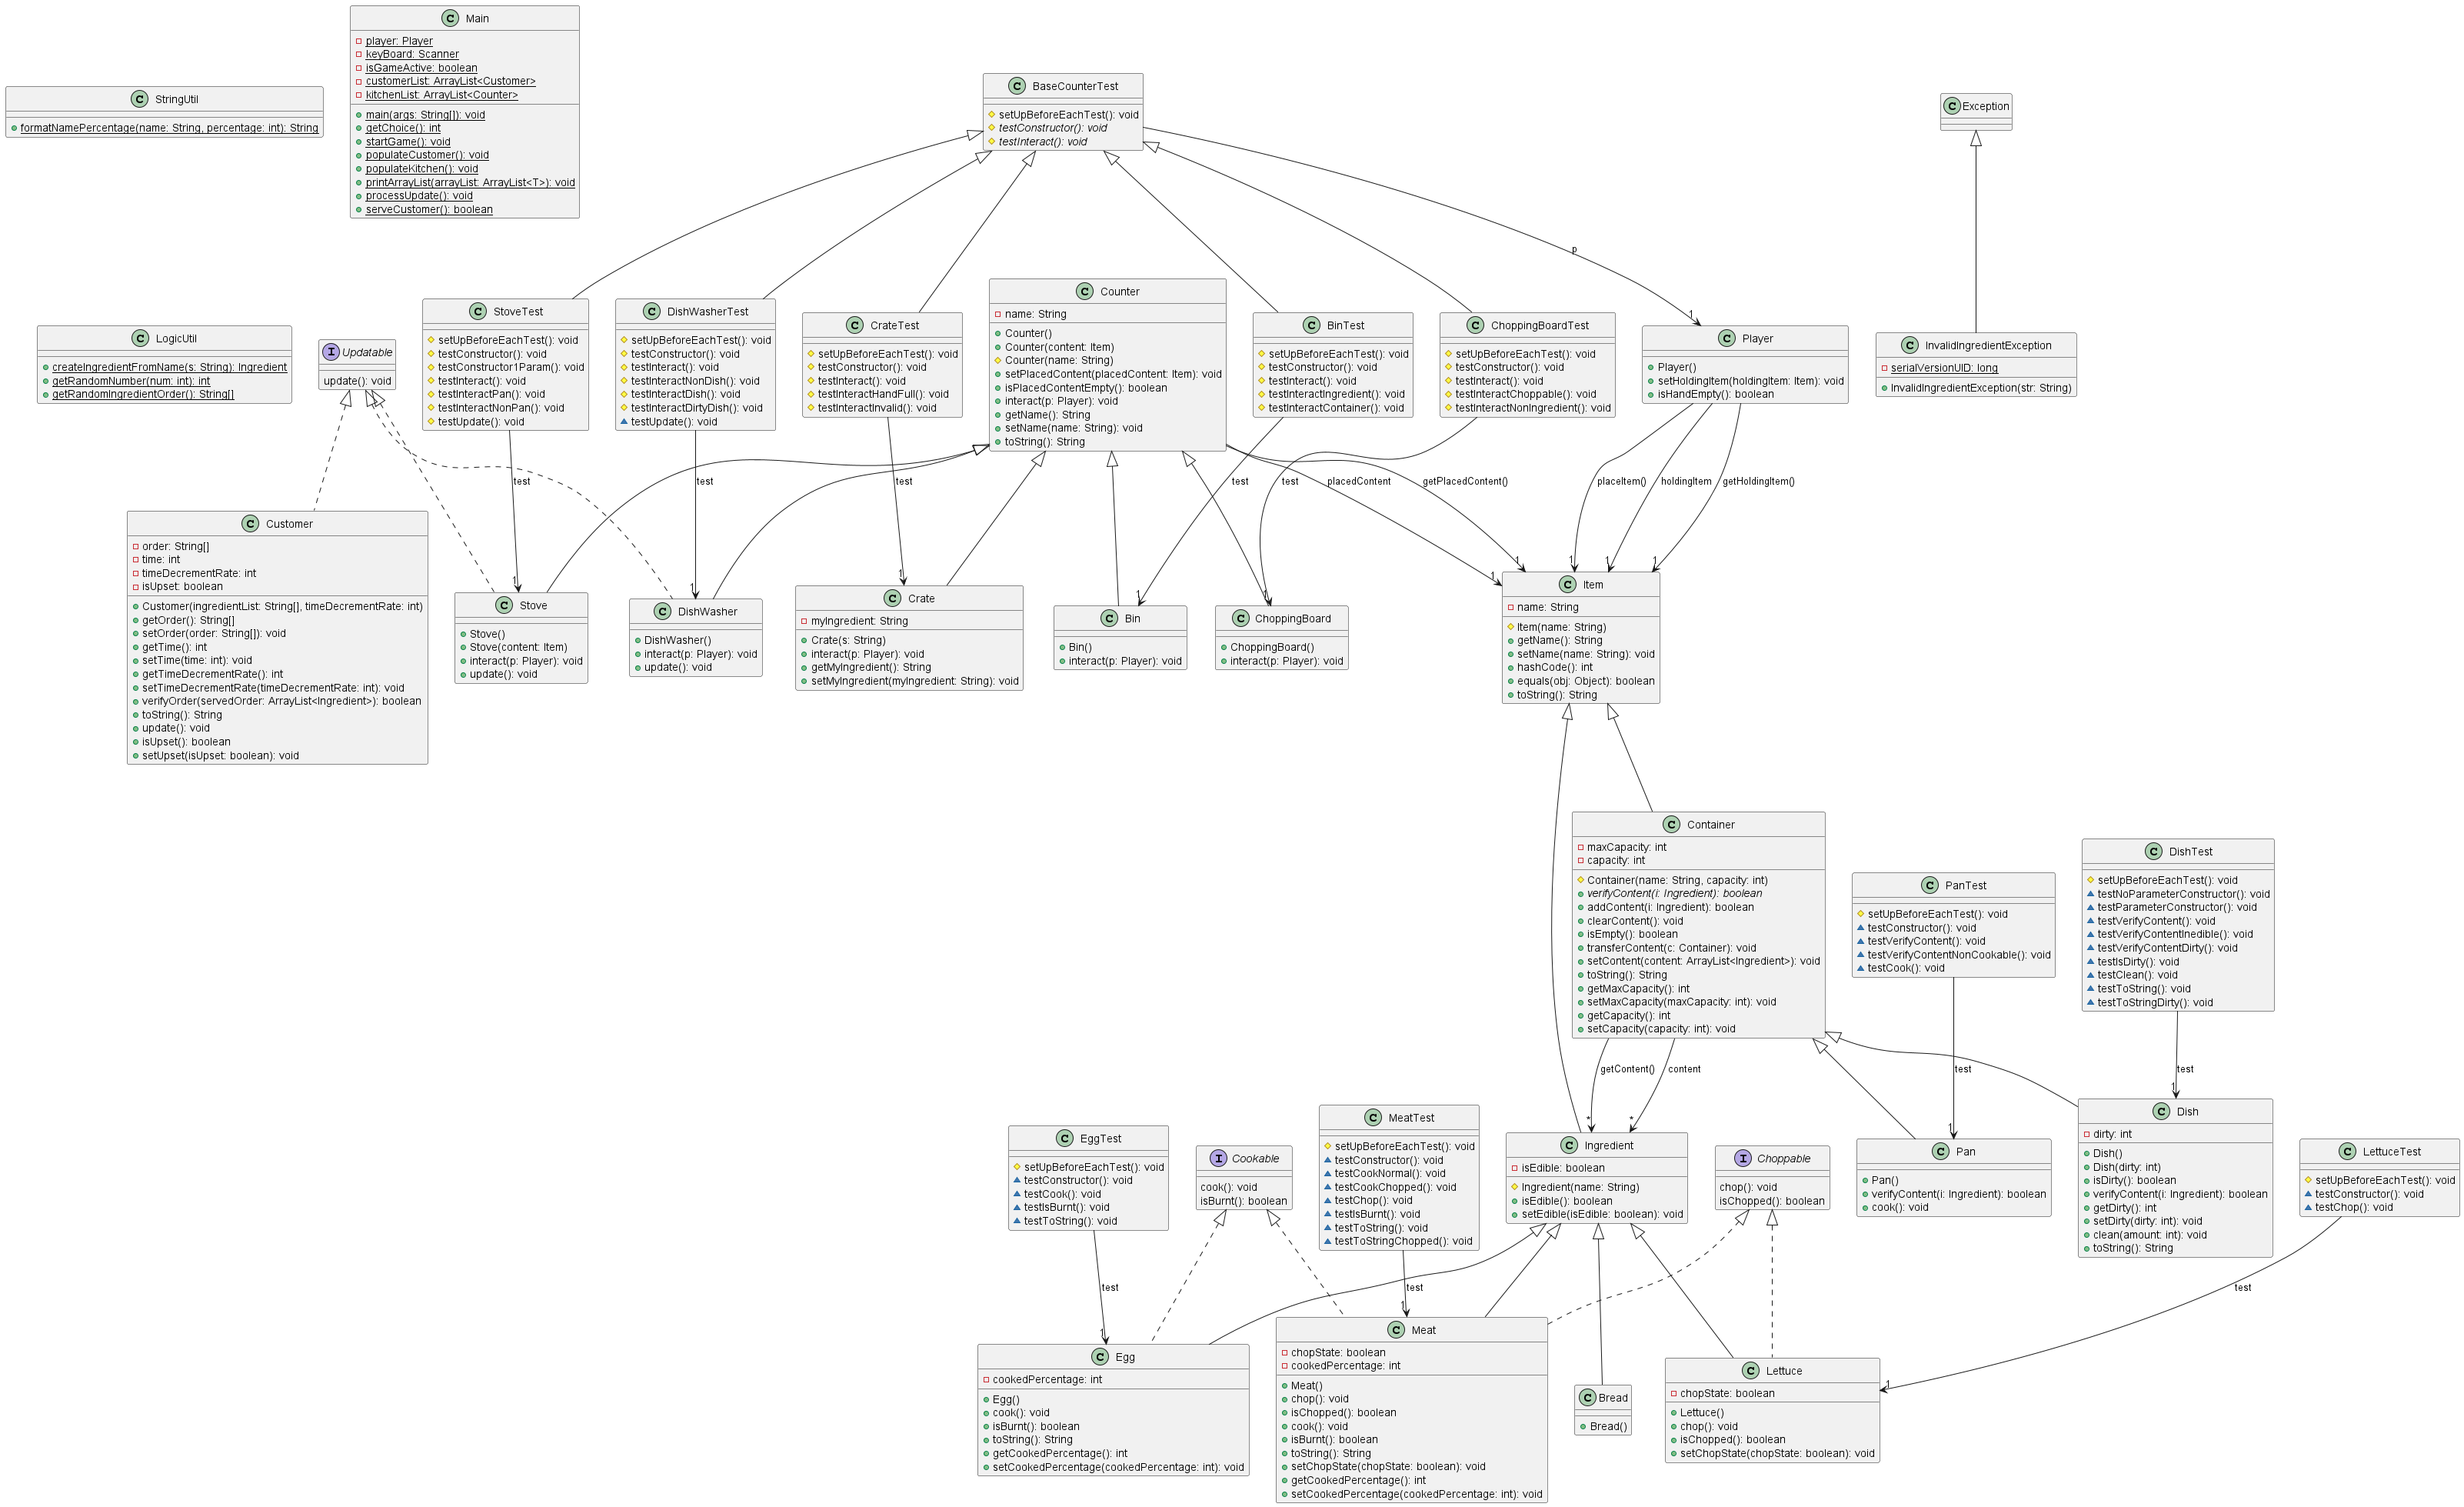 Main
player: Player
keyBoard: Scanner
isGameActive: boolean
customerList: ArrayList<Customer>
kitchenList: ArrayList<Counter>
main(args: String[]): void
getChoice(): int
startGame(): void
populateCustomer(): void
populateKitchen(): void
printArrayList(arrayList: ArrayList<T>): void
processUpdate(): void
serveCustomer(): boolean
StringUtil
formatNamePercentage(name: String, percentage: int): String
BaseCounterTest
setUpBeforeEachTest(): void
testConstructor(): void
testInteract(): void
Exception
p
1
LogicUtil
createIngredientFromName(s: String): Ingredient
getRandomNumber(num: int): int
getRandomIngredientOrder(): String[]
Updatable
update(): void
StoveTest
setUpBeforeEachTest(): void
testConstructor(): void
testConstructor1Param(): void
testInteract(): void
testInteractPan(): void
testInteractNonPan(): void
testUpdate(): void
DishWasherTest
setUpBeforeEachTest(): void
testConstructor(): void
testInteract(): void
testInteractNonDish(): void
testInteractDish(): void
testInteractDirtyDish(): void
testUpdate(): void
CrateTest
setUpBeforeEachTest(): void
testConstructor(): void
testInteract(): void
testInteractHandFull(): void
testInteractInvalid(): void
Counter
name: String
Counter()
Counter(content: Item)
Counter(name: String)
setPlacedContent(placedContent: Item): void
isPlacedContentEmpty(): boolean
interact(p: Player): void
getName(): String
setName(name: String): void
toString(): String
BinTest
setUpBeforeEachTest(): void
testConstructor(): void
testInteract(): void
testInteractIngredient(): void
testInteractContainer(): void
ChoppingBoardTest
setUpBeforeEachTest(): void
testConstructor(): void
testInteract(): void
testInteractChoppable(): void
testInteractNonIngredient(): void
Player
Player()
setHoldingItem(holdingItem: Item): void
isHandEmpty(): boolean
InvalidIngredientException
serialVersionUID: long
InvalidIngredientException(str: String)
test
test
test
test
test
placedContent
getPlacedContent()
placeItem()
holdingItem
getHoldingItem()
1
1
1
1
1
1
1
1
1
1
Customer
order: String[]
time: int
timeDecrementRate: int
isUpset: boolean
Customer(ingredientList: String[], timeDecrementRate: int)
getOrder(): String[]
setOrder(order: String[]): void
getTime(): int
setTime(time: int): void
getTimeDecrementRate(): int
setTimeDecrementRate(timeDecrementRate: int): void
verifyOrder(servedOrder: ArrayList<Ingredient>): boolean
toString(): String
update(): void
isUpset(): boolean
setUpset(isUpset: boolean): void
Stove
Stove()
Stove(content: Item)
interact(p: Player): void
update(): void
DishWasher
DishWasher()
interact(p: Player): void
update(): void
Crate
myIngredient: String
Crate(s: String)
interact(p: Player): void
getMyIngredient(): String
setMyIngredient(myIngredient: String): void
Bin
Bin()
interact(p: Player): void
ChoppingBoard
ChoppingBoard()
interact(p: Player): void
Item
name: String
Item(name: String)
getName(): String
setName(name: String): void
hashCode(): int
equals(obj: Object): boolean
toString(): String
Container
maxCapacity: int
capacity: int
Container(name: String, capacity: int)
verifyContent(i: Ingredient): boolean
addContent(i: Ingredient): boolean
clearContent(): void
isEmpty(): boolean
transferContent(c: Container): void
setContent(content: ArrayList<Ingredient>): void
toString(): String
getMaxCapacity(): int
setMaxCapacity(maxCapacity: int): void
getCapacity(): int
setCapacity(capacity: int): void
PanTest
setUpBeforeEachTest(): void
testConstructor(): void
testVerifyContent(): void
testVerifyContentNonCookable(): void
testCook(): void
DishTest
setUpBeforeEachTest(): void
testNoParameterConstructor(): void
testParameterConstructor(): void
testVerifyContent(): void
testVerifyContentInedible(): void
testVerifyContentDirty(): void
testIsDirty(): void
testClean(): void
testToString(): void
testToStringDirty(): void
getContent()
content
test
test
*
*
1
1
EggTest
setUpBeforeEachTest(): void
testConstructor(): void
testCook(): void
testIsBurnt(): void
testToString(): void
Cookable
cook(): void
isBurnt(): boolean
MeatTest
setUpBeforeEachTest(): void
testConstructor(): void
testCookNormal(): void
testCookChopped(): void
testChop(): void
testIsBurnt(): void
testToString(): void
testToStringChopped(): void
Ingredient
isEdible: boolean
Ingredient(name: String)
isEdible(): boolean
setEdible(isEdible: boolean): void
Choppable
chop(): void
isChopped(): boolean
Pan
Pan()
verifyContent(i: Ingredient): boolean
cook(): void
Dish
dirty: int
Dish()
Dish(dirty: int)
isDirty(): boolean
verifyContent(i: Ingredient): boolean
getDirty(): int
setDirty(dirty: int): void
clean(amount: int): void
toString(): String
LettuceTest
setUpBeforeEachTest(): void
testConstructor(): void
testChop(): void
test
test
test
1
1
1
Egg
cookedPercentage: int
Egg()
cook(): void
isBurnt(): boolean
toString(): String
getCookedPercentage(): int
setCookedPercentage(cookedPercentage: int): void
Meat
chopState: boolean
cookedPercentage: int
Meat()
chop(): void
isChopped(): boolean
cook(): void
isBurnt(): boolean
toString(): String
setChopState(chopState: boolean): void
getCookedPercentage(): int
setCookedPercentage(cookedPercentage: int): void
Bread
Bread()
Lettuce
chopState: boolean
Lettuce()
chop(): void
isChopped(): boolean
setChopState(chopState: boolean): void